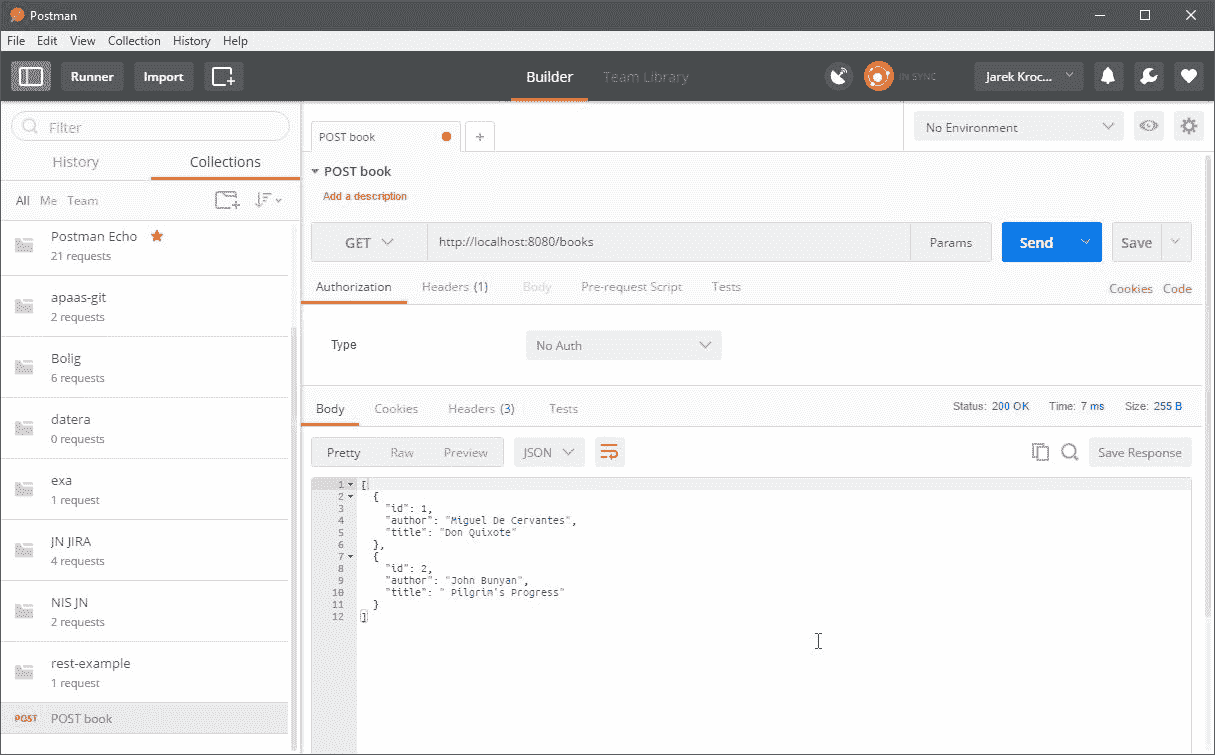 Postman
File Edit View Collection History Help
Runner Import Builder Team Library IN SYNC Jarek Kroc...
Filter
History Collections
All Me Team
Postman Echo
21 requests
apaas-git
2 requests
Bolig
6 requests
datera
0 requests
exa
1 request
JN JIRA
4 requests
NIS JN
2 requests
rest-example
1 request
POST POST book
POST book + No Environment
POST book
Add a description
GET http://localhost:8080/books Params Send Save
Authorization Headers (1) Body Pre-request Script Tests Cookies Code
Type No Auth
Body Cookies Headers (3) Tests Status: 200 OK Time: 7 ms Size: 255 B
Pretty Raw Preview JSON Save Response
1 [
2 {
3 "id": 1,
4 "author": "Miguel De Cervantes",
5 "title": "Don Quixote"
6 },
7 {
8 "id": 2,
9 "author": "John Bunyan",
10 "title": " Pilgrim's Progress"
11 }
12 ]